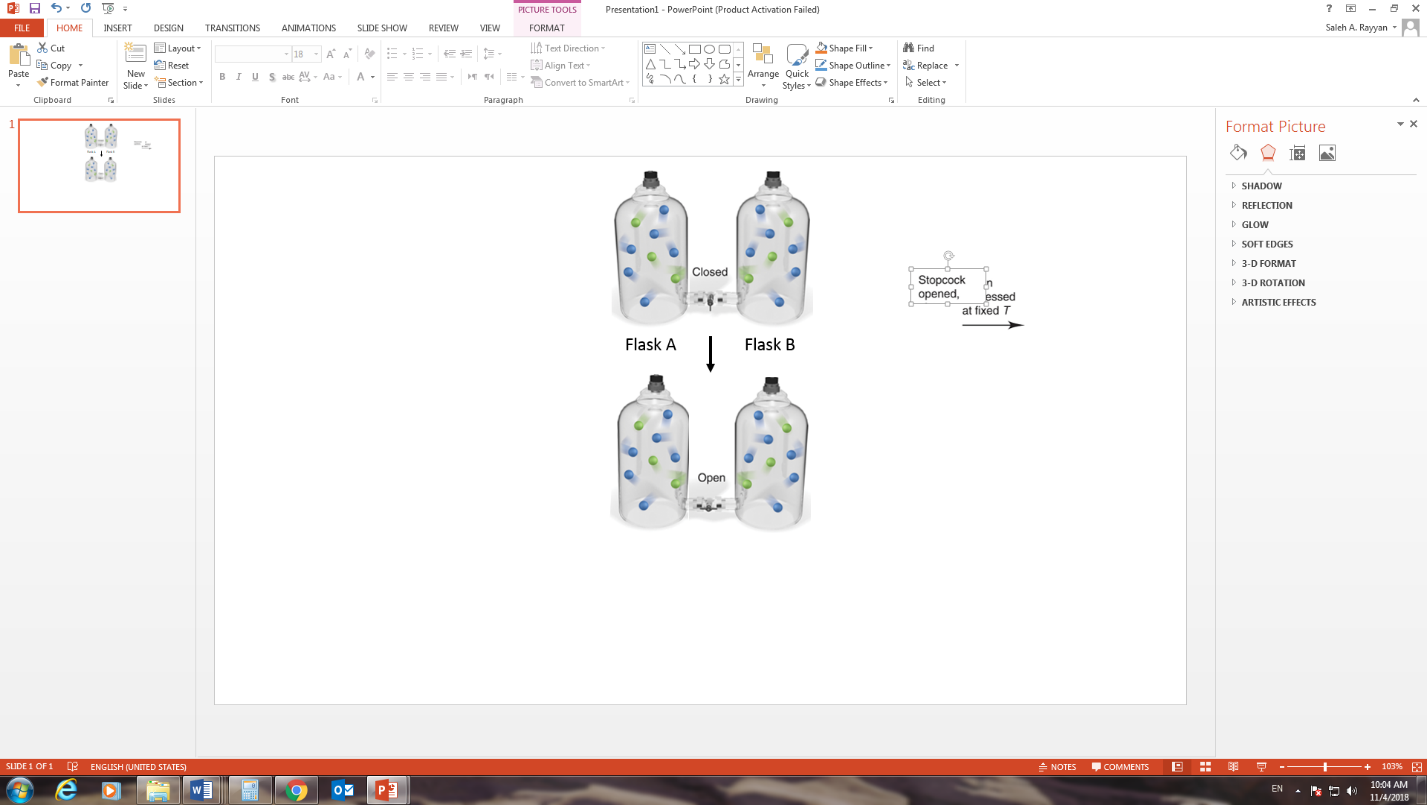 PICTURE TOOLS
Presentation1 - PowerPoint (Product Activation Failed)
FILE
HOME
INSERT
DESIGN
TRANSITIONS
ANIMATIONS
SLIDE SHOW
REVIEW
VIEW
FORMAT
Saleh A. Rayyan
Paste
Cut
Copy
Format Painter
Clipboard
New
Slide
Layout
Reset
Section
Slides
18
B I U S abc AV Aa A
Font
Text Direction
Align Text
Convert to SmartArt
Paragraph
Arrange
Quick
Styles
Shape Fill
Shape Outline
Shape Effects
Drawing
Find
Replace
Select
Editing
1
Closed
Flask A
Flask B
Open
Stopcock
opened,
n
essed
at fixed T
Format Picture
SHADOW
REFLECTION
GLOW
SOFT EDGES
3-D FORMAT
3-D ROTATION
ARTISTIC EFFECTS
SLIDE 1 OF 1
ENGLISH (UNITED STATES)
NOTES
COMMENTS
103%
EN
10:04 AM
11/4/2018